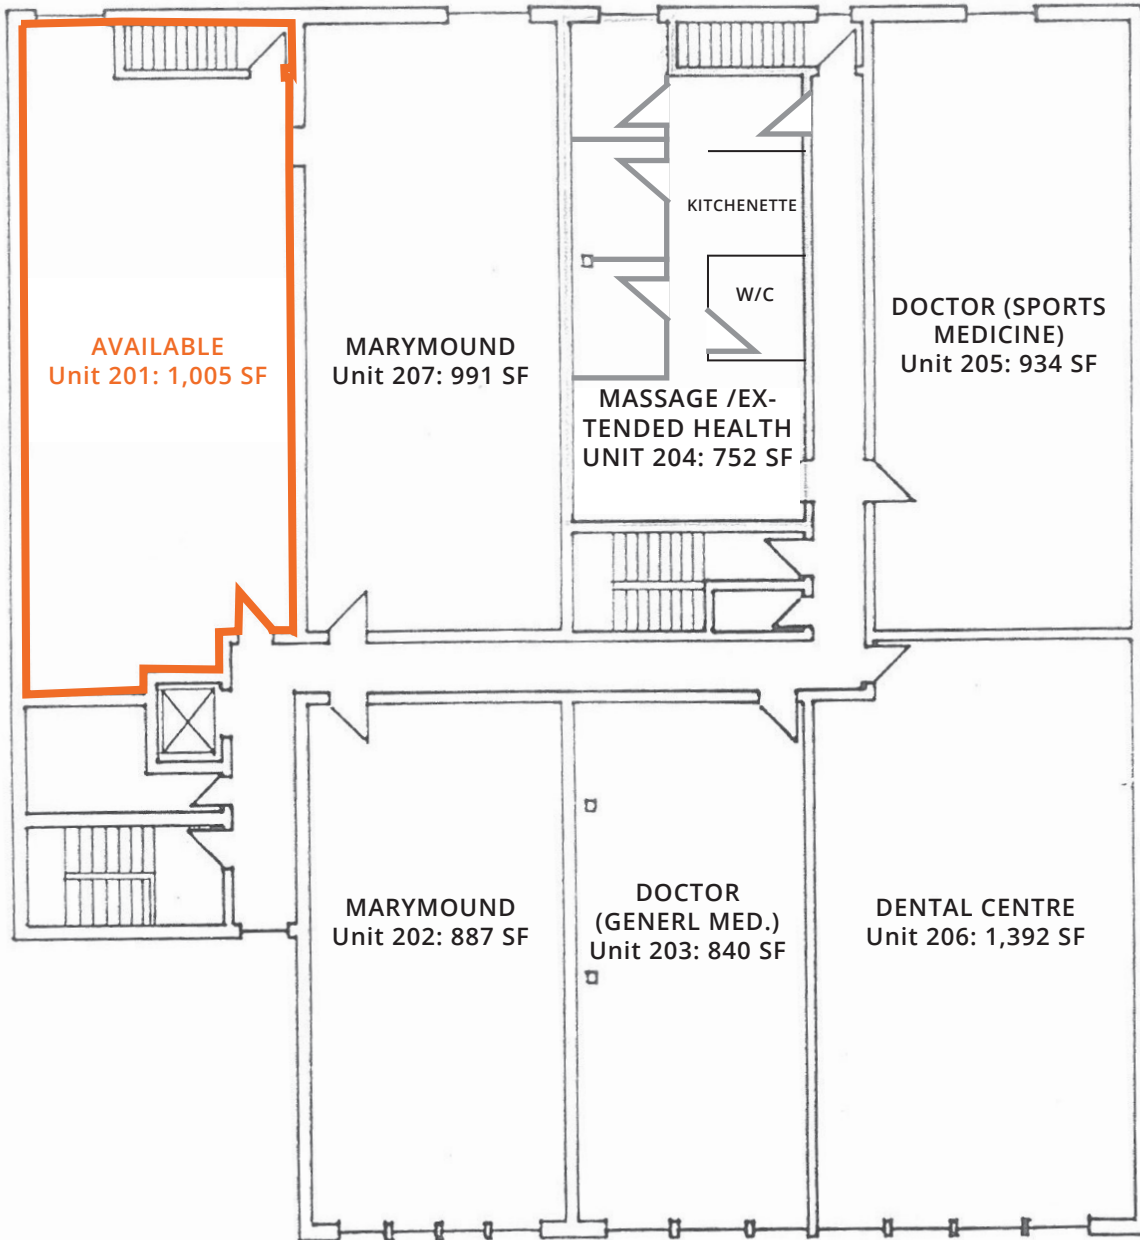 KITCHENETTE
W/C
AVAILABLE
Unit 201: 1,005 SF
MARYMOUND
Unit 207: 991 SF
MASSAGE /EX-
TENDED HEALTH
UNIT 204: 752 SF
DOCTOR (SPORTS
MEDICINE)
Unit 205: 934 SF
MARYMOUND
Unit 202: 887 SF
DOCTOR
(GENERL MED.)
Unit 203: 840 SF
DENTAL CENTRE
Unit 206: 1,392 SF